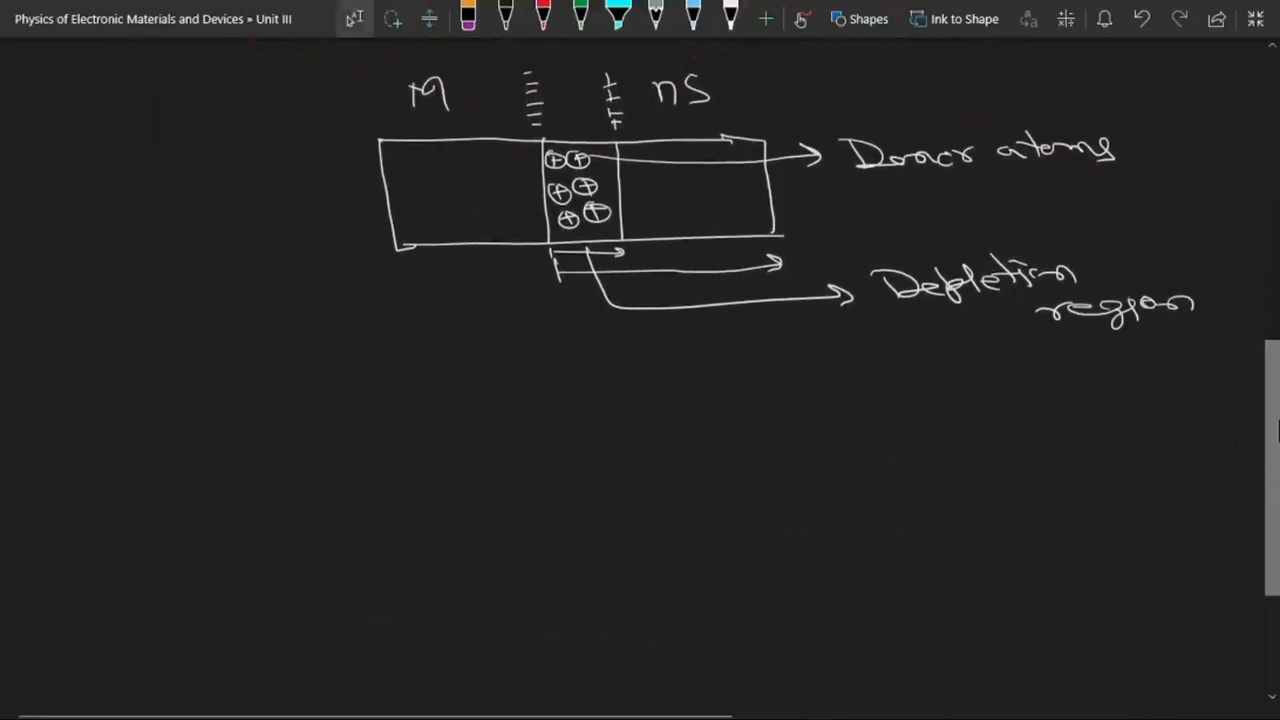 Physics of Electronic Materials and Devices » Unit III
Shapes
Ink to Shape
M
nS
Donor atoms
Depletion
region